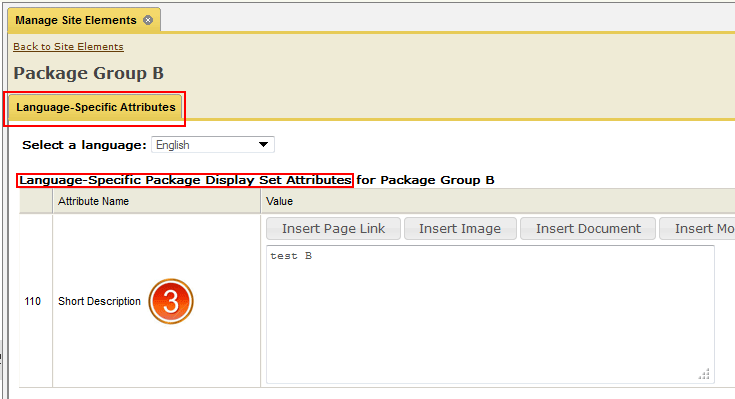 Manage Site Elements
Back to Site Elements
Package Group B
Language-Specific Attributes
Select a language: English
Language-Specific Package Display Set Attributes for Package Group B
Attribute Name Value
Insert Page Link Insert Image Insert Document Insert Mo
test B
110 Short Description 3